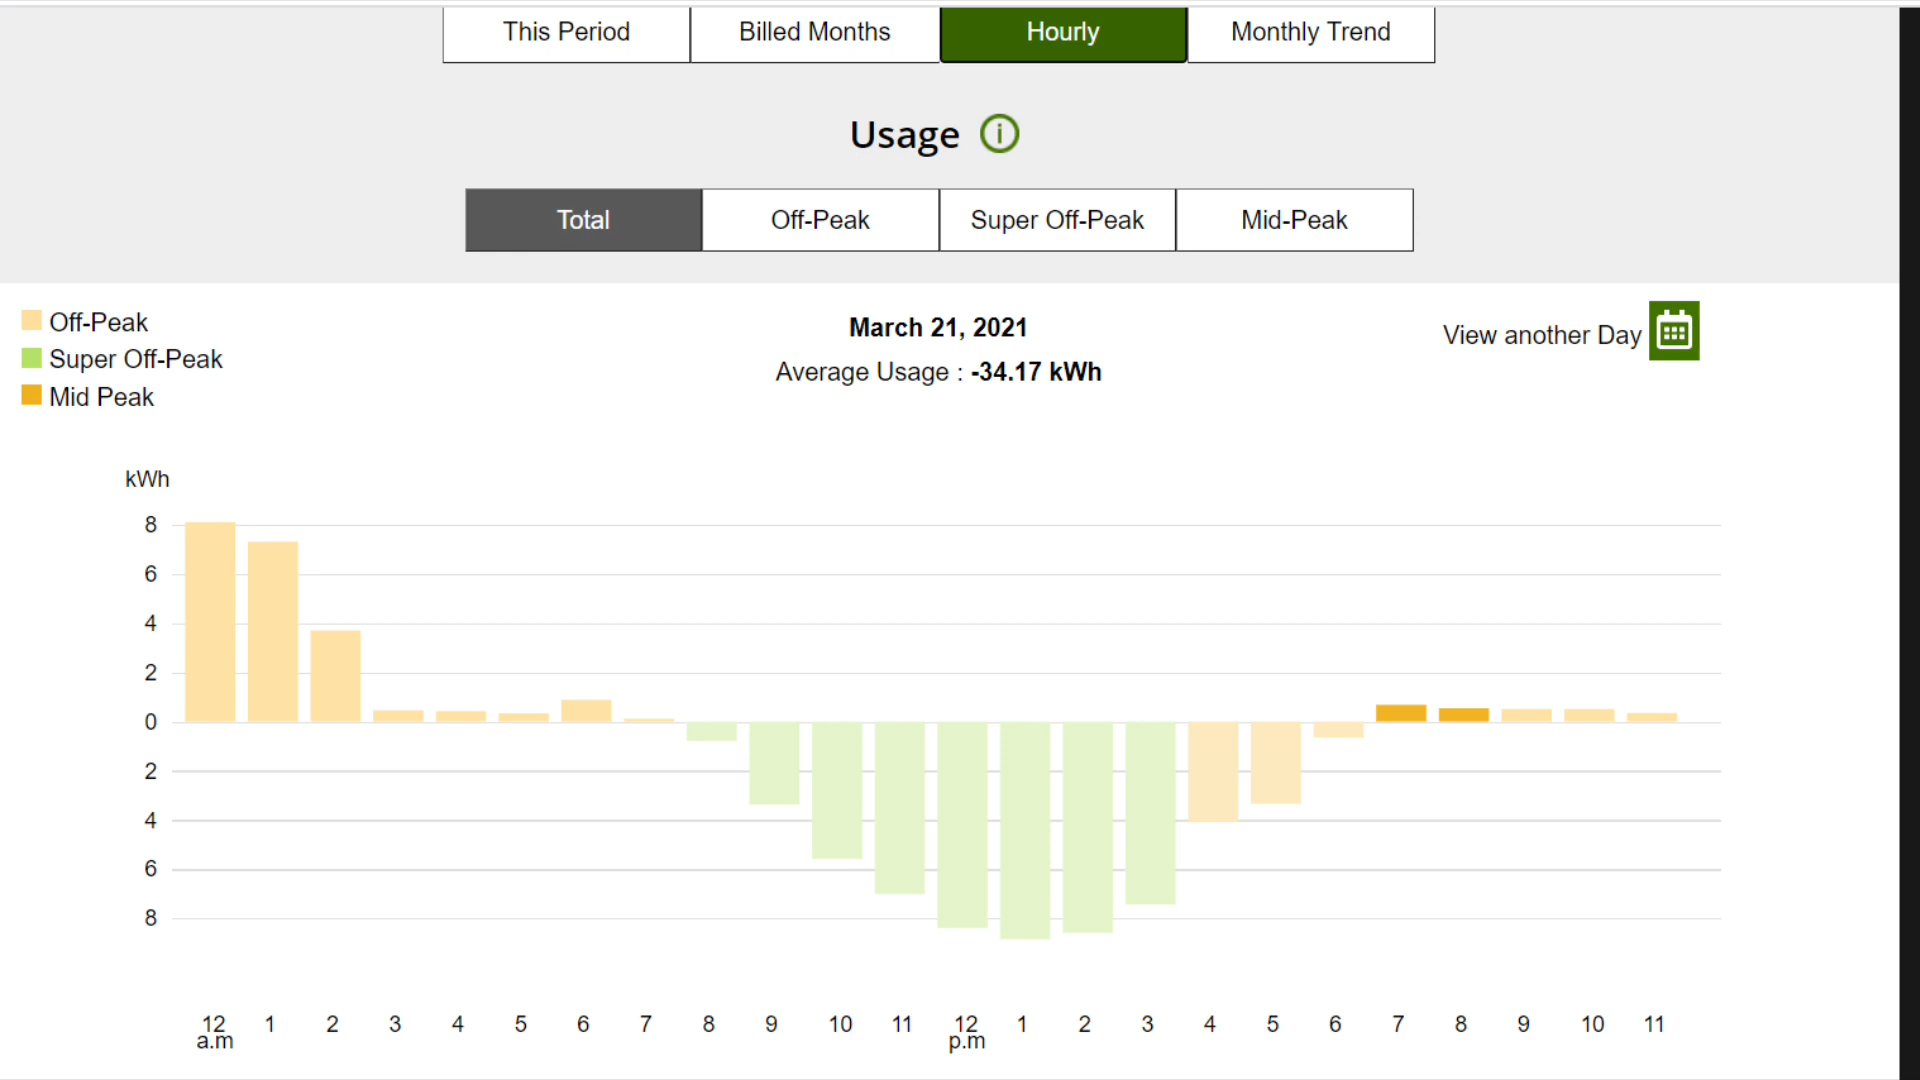 This Period Billed Months Hourly Monthly Trend
Usage
Total Off-Peak Super Off-Peak Mid-Peak
Off-Peak
Super Off-Peak
Mid Peak
March 21, 2021
Average Usage : -34.17 kWh
View another Day
kWh
8
6
4
2
0
2
4
6
8
12 1 2 3 4 5 6 7 8 9 10 11 12 1 2 3 4 5 6 7 8 9 10 11
a.m p.m